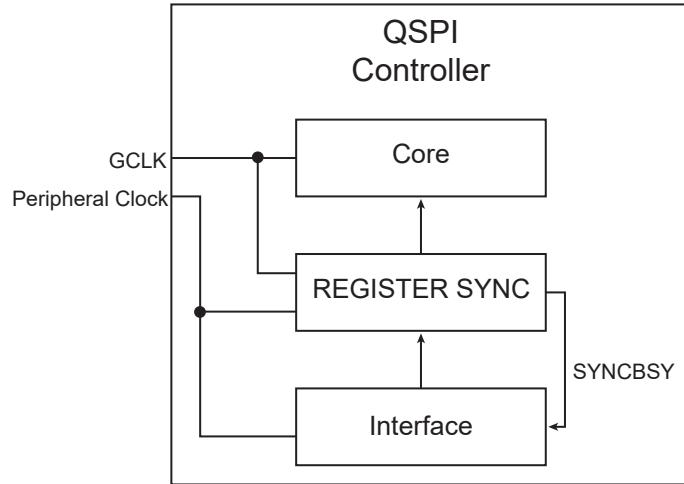 QSPI
Controller
Core
GCLK
Peripheral Clock
REGISTER SYNC
SYNCBSY
Interface